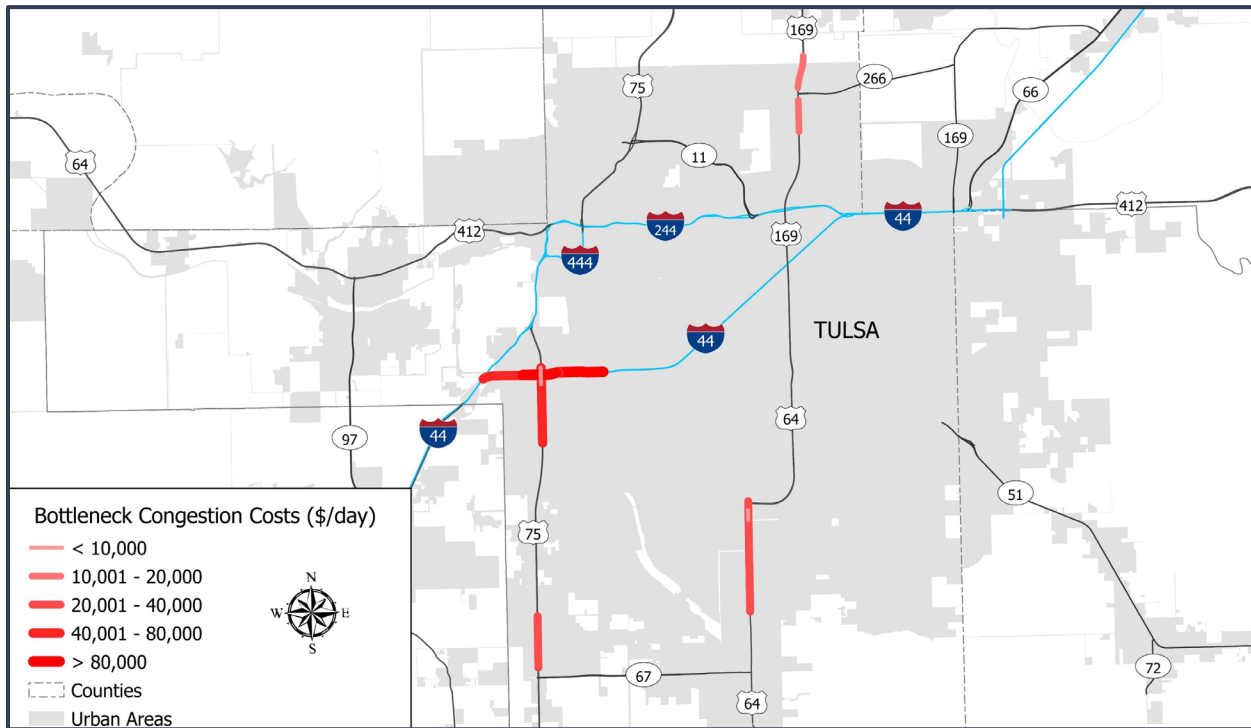 169
75
266
66
169
64
11
412
244
169
44
412
444
44
TULSA
64
97
44
51
75
67
72
64
Bottleneck Congestion Costs ($/day)
< 10,000
10,001 - 20,000
20,001 - 40,000
40,001 - 80,000
> 80,000
Counties
Urban Areas
N
W E
S